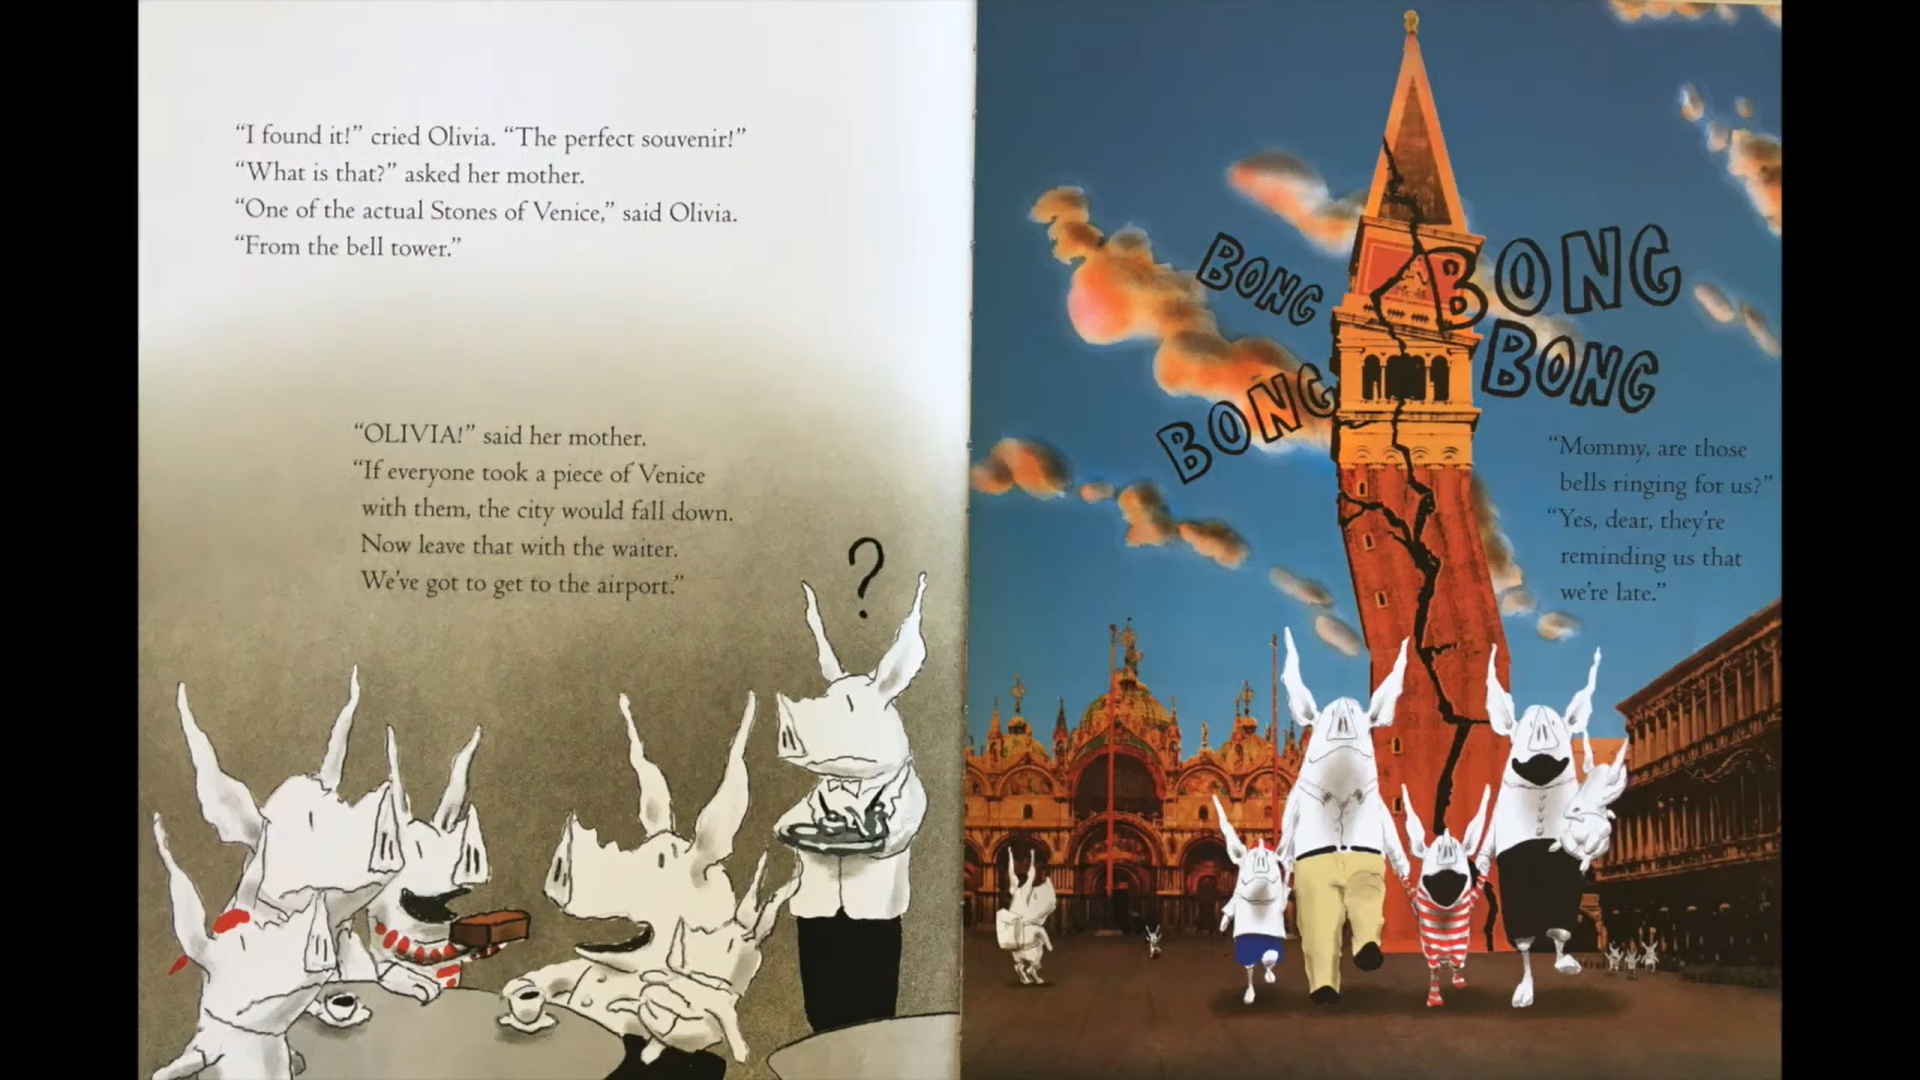 “I found it!” cried Olivia. “The perfect souvenir!”
“What is that?” asked her mother.
“One of the actual Stones of Venice,” said Olivia.
“From the bell tower.”
“OLIVIA!” said her mother.
“If everyone took a piece of Venice
with them, the city would fall down.
Now leave that with the waiter.
We’ve got to get to the airport.”
?
BONG
BONG
BONG
BONG
“Mommy, are those
bells ringing for us?”
“Yes, dear, they’re
reminding us that
we’re late.”